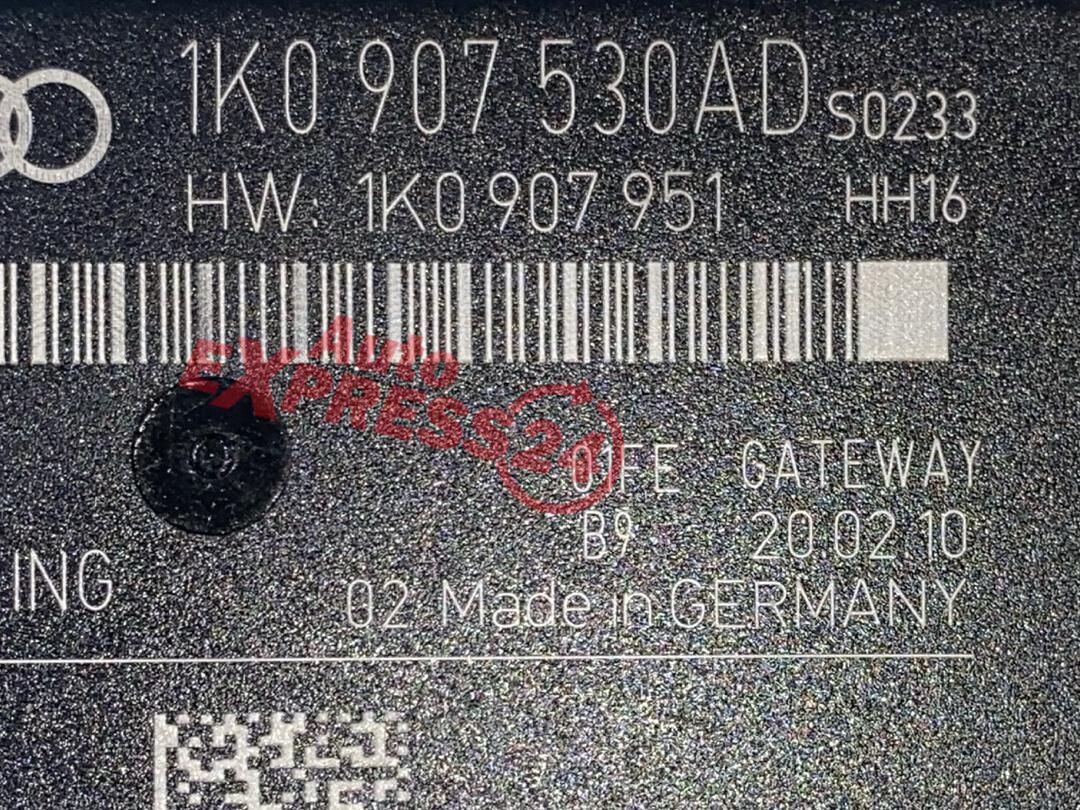 1K0 907 530AD S0233
HW: 1K0 907 951 HH16
Auto
EXPRESS24
01FE GATEWAY
B9 20.02.10
ING
02 Made in GERMANY